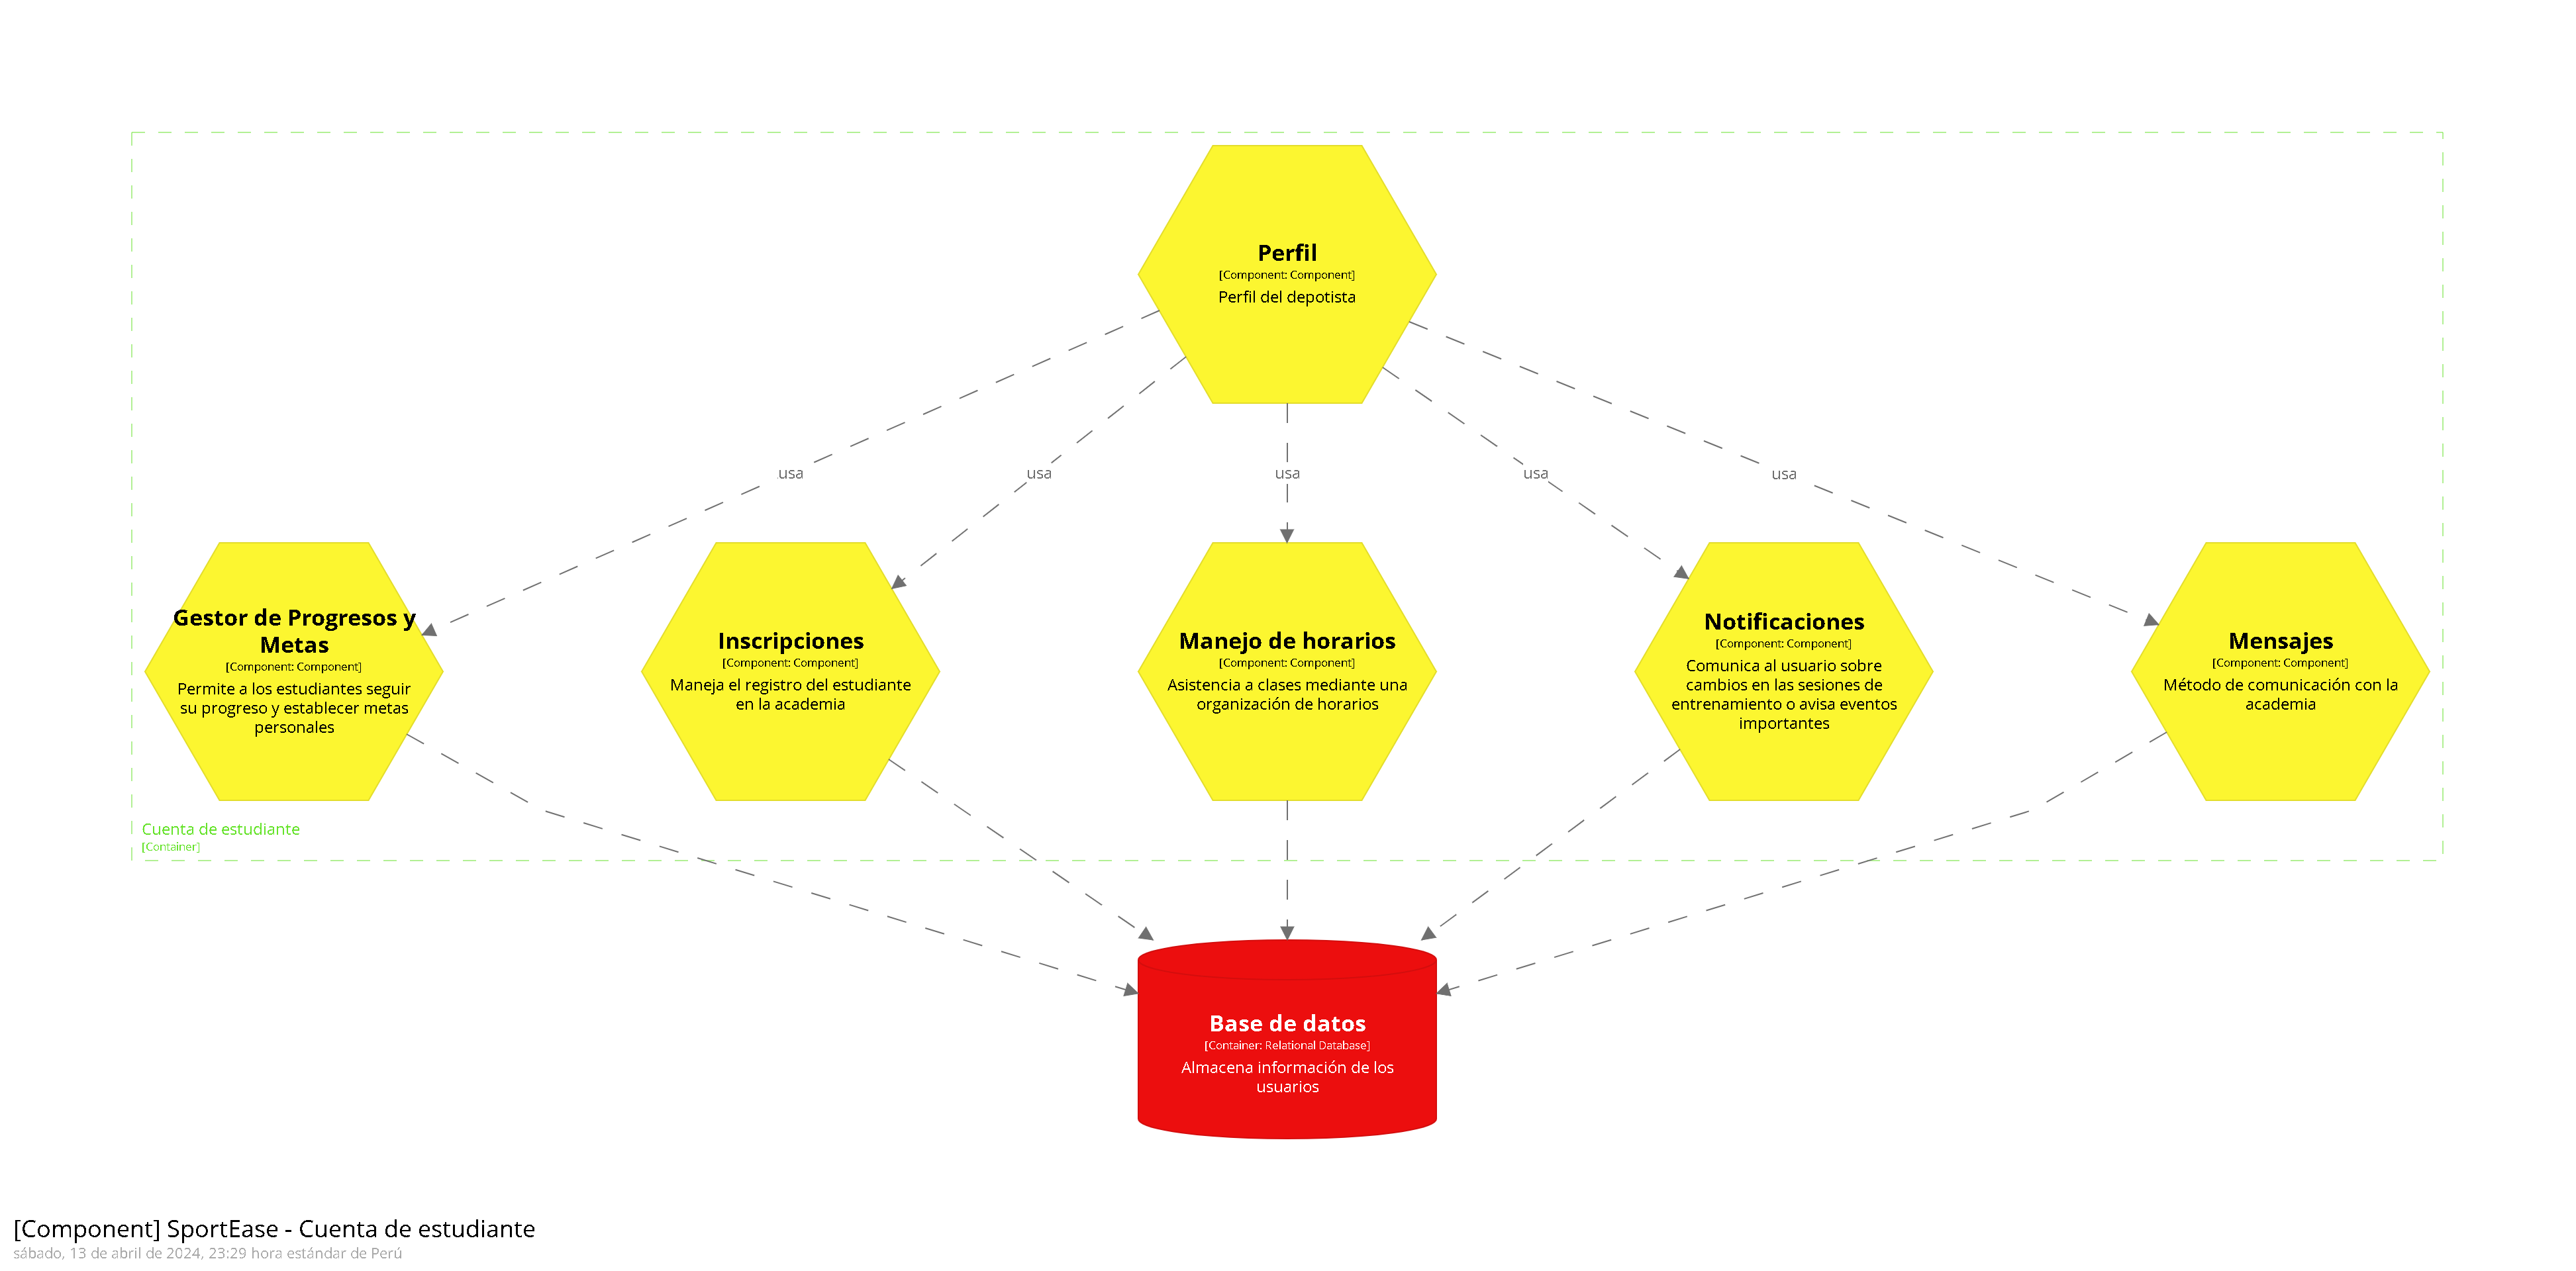 Perfil
[Component: Component]
Perfil del depotista
usa
usa
usa
usa
usa
Gestor de Progresos y
Metas
[Component: Component]
Permite a los estudiantes seguir
su progreso y establecer metas
personales
Inscripciones
[Component: Component]
Maneja el registro del estudiante
en la academia
Manejo de horarios
[Component: Component]
Asistencia a clases mediante una
organización de horarios
Notificaciones
[Component: Component]
Comunica al usuario sobre
cambios en las sesiones de
entrenamiento o avisa eventos
importantes
Mensajes
[Component: Component]
Método de comunicación con la
academia
Cuenta de estudiante
[Container]
Base de datos
[Container: Relational Database]
Almacena información de los
usuarios
[Component] SportEase - Cuenta de estudiante
sábado, 13 de abril de 2024, 23:29 hora estándar de Perú